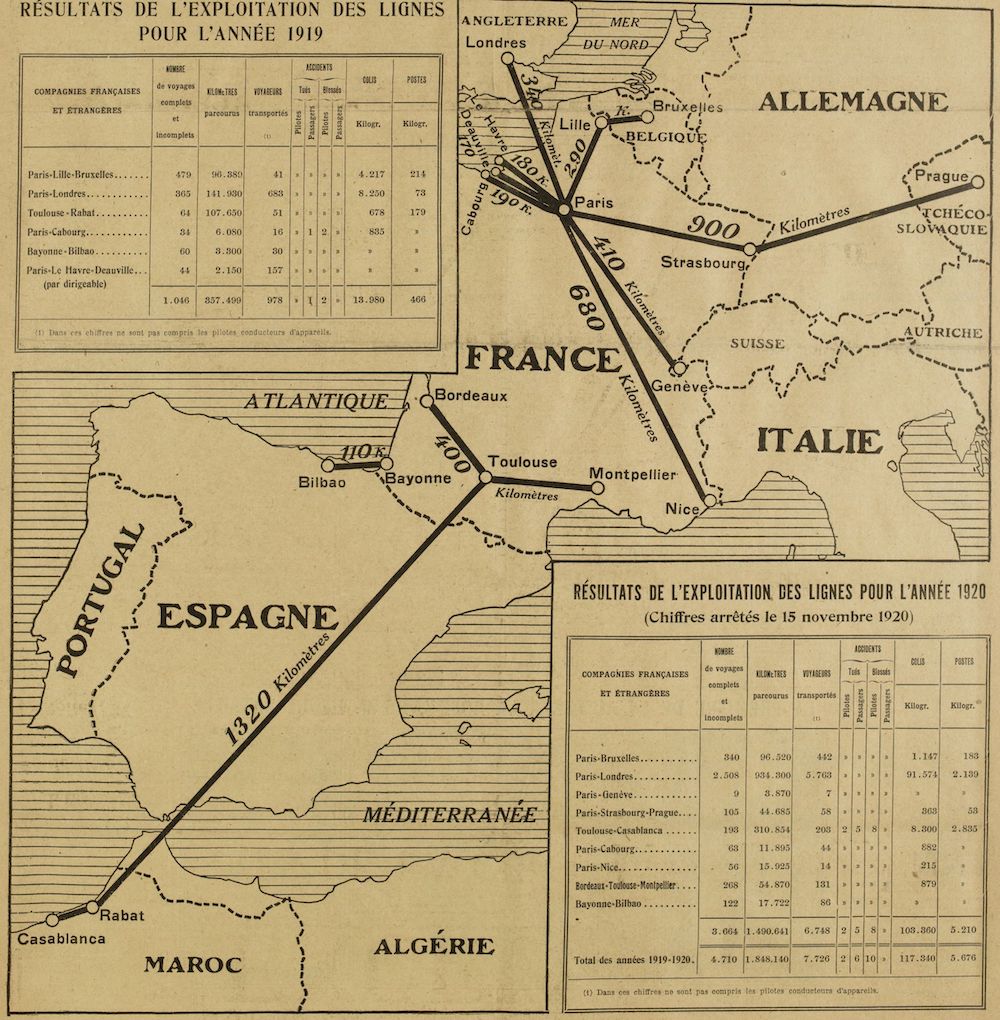 RÉSULTATS DE L'EXPLOITATION DES LIGNES
POUR L'ANNÉE 1919
COMPAGNIES FRANÇAISES ET ÉTRANGÈRES | NOMBRE de voyages complets et incomplets | KILOMÈTRES parcourus | VOYAGEURS transportés (1) | ACCIDENTS Tués Pilotes Passagers Blessés Pilotes Passagers | COLIS Kilogr. | POSTES Kilogr.
Paris-Lille-Bruxelles....... 479 96.389 41 » » » » 4.217 214
Paris-Londres............. 365 141.930 683 » » » » 8.250 73
Toulouse-Rabat........... 64 107.650 51 » » » » 678 179
Paris-Cabourg............ 34 6.080 16 » 1 2 » 835 »
Bayonne-Bilbao........... 60 3.300 30 » » » » » »
Paris-Le Havre-Deauville... 44 2.150 157 » » » » » »
(par dirigeable)
1.046 357.499 978 » 1 2 » 13.980 466
(1) Dans ces chiffres ne sont pas compris les pilotes conducteurs d'appareils.
ANGLETERRE
MER
DU NORD
Londres
340
Kilomèt.
ALLEMAGNE
Bruxelles
K.
Lille
BELGIQUE
290
Le Havre
Deauville
170
180 K.
190 K.
Cabourg
Paris
Prague
900 Kilomètres
TCHÉCO-
SLOVAQUIE
Strasbourg
410
Kilomètres
680
Kilomètres
SUISSE
AUTRICHE
FRANCE
Genève
ITALIE
Nice
ATLANTIQUE
Bordeaux
400
Kilomètres
110 K.
Bilbao
Bayonne
Toulouse
Montpellier
PORTUGAL
ESPAGNE
1320 Kilomètres
MÉDITERRANÉE
Rabat
Casablanca
MAROC
ALGÉRIE
RÉSULTATS DE L'EXPLOITATION DES LIGNES POUR L'ANNÉE 1920
(Chiffres arrêtés le 15 novembre 1920)
COMPAGNIES FRANÇAISES ET ÉTRANGÈRES | NOMBRE de voyages complets et incomplets | KILOMÈTRES parcourus | VOYAGEURS transportés (1) | ACCIDENTS Tués Pilotes Passagers Blessés Pilotes Passagers | COLIS Kilogr. | POSTES Kilogr.
Paris-Bruxelles........... 340 96.520 442 » » » » 1.147 183
Paris-Londres............ 2.508 934.300 5.763 » » » » 91.574 2.139
Paris-Genève............. 9 3.870 7 » » » » » »
Paris-Strasbourg-Prague.... 105 44.685 58 » » » » 363 53
Toulouse-Casablanca ...... 193 310.854 203 2 5 8 » 8.300 2.835
Paris-Cabourg............ 63 11.895 44 » » » » 882 »
Paris-Nice............... 56 15.925 14 » » » » 215 »
Bordeaux-Toulouse-Montpellier.... 268 54.870 131 » » » » 879 »
Bayonne-Bilbao .......... 122 17.722 86 » » » » » »
3.664 1.490.641 6.748 2 5 8 » 103.360 5.210
Total des années 1919-1920. 4.710 1.848.140 7.726 2 6 10 » 117.340 5.676
(1) Dans ces chiffres ne sont pas compris les pilotes conducteurs d'appareils.